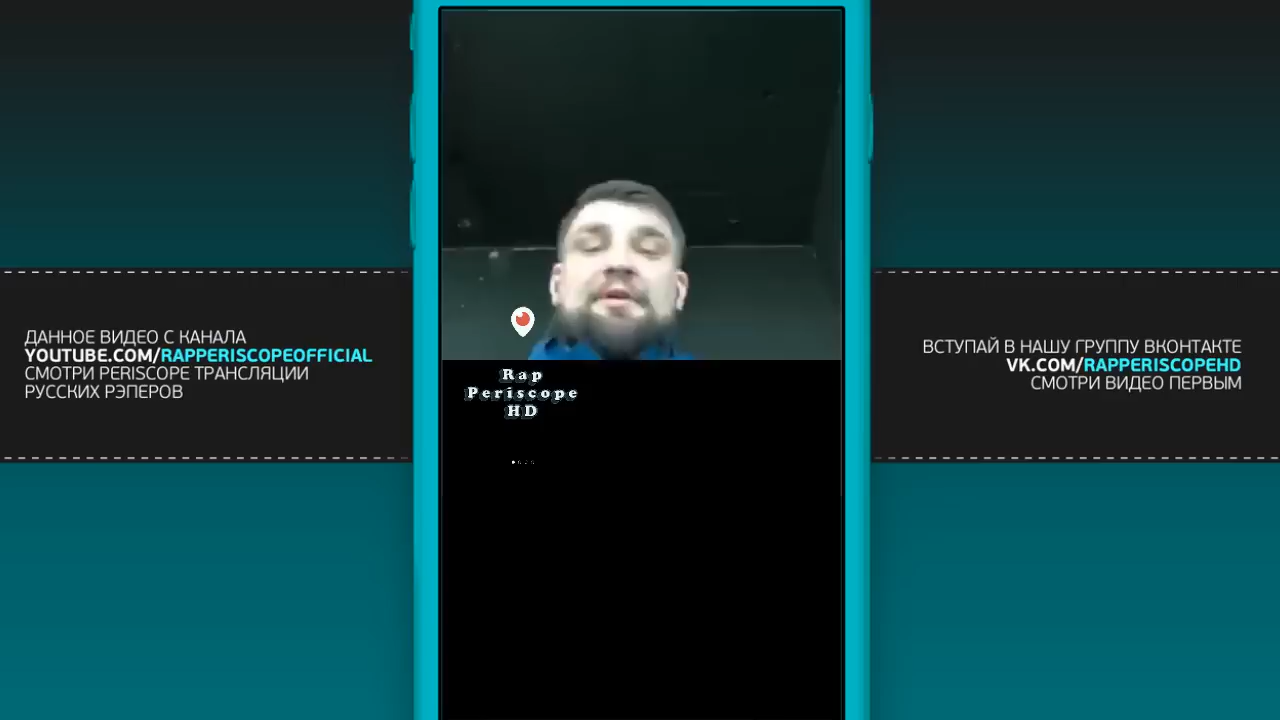 ДАННОЕ ВИДЕО С КАНАЛА
YOUTUBE.COM/RAPPERISCOPEOFFICIAL
СМОТРИ PERISCOPE ТРАНСЛЯЦИИ
РУССКИХ РЭПЕРОВ
Rap
Periscope
HD
ВСТУПАЙ В НАШУ ГРУППУ ВКОНТАКТЕ
VK.COM/RAPPERISCOPEHD
СМОТРИ ВИДЕО ПЕРВЫМ